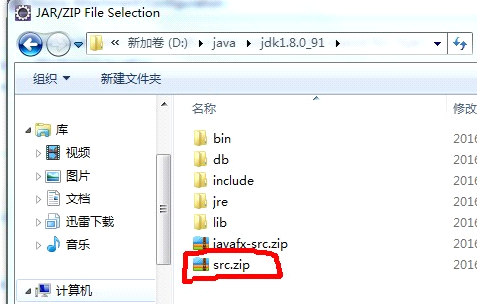 JAR/ZIP File Selection
« 新加卷 (D:) ▸ java ▸ jdk1.8.0_91 ▸
组织 新建文件夹
名称 修改
库
视频
图片
文档
迅雷下载
音乐
计算机
bin 2016
db 2016
include 2016
jre 2016
lib 2016
javafx-src.zip 2016
src.zip 2016